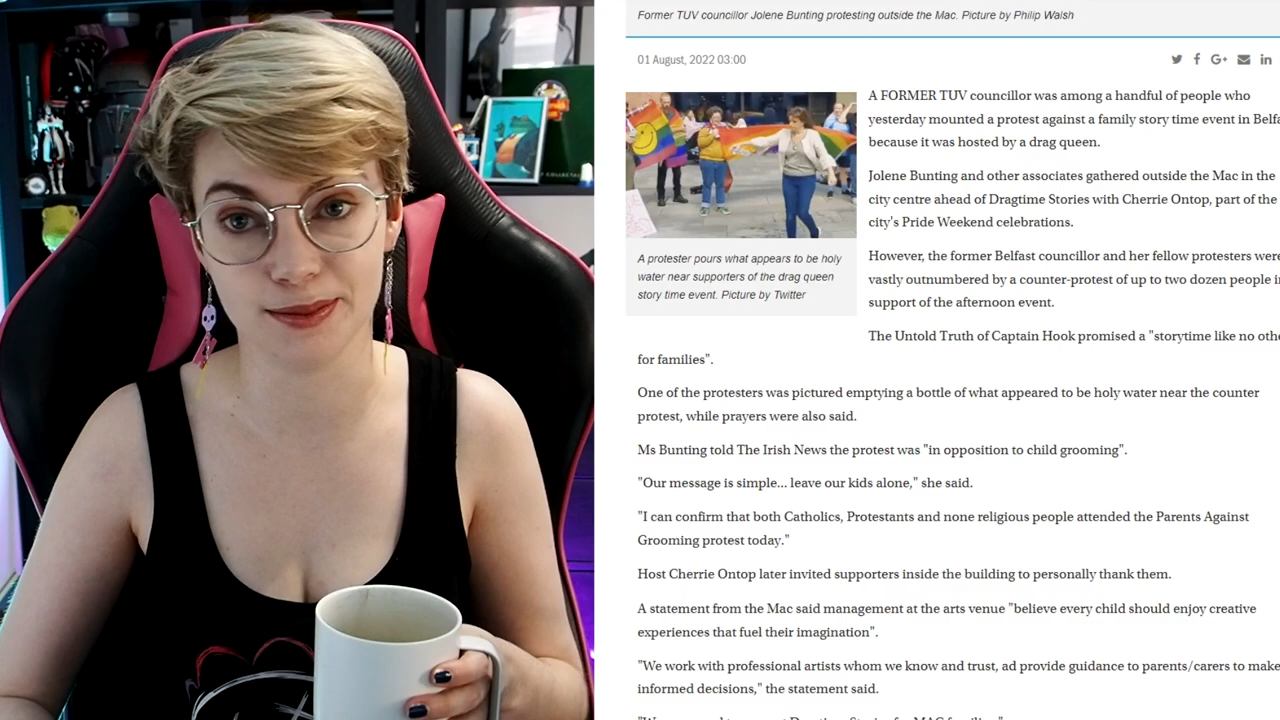 Former TUV councillor Jolene Bunting protesting outside the Mac. Picture by Philip Walsh
01 August, 2022 03:00
A FORMER TUV councillor was among a handful of people who
yesterday mounted a protest against a family story time event in Belfa
because it was hosted by a drag queen.
Jolene Bunting and other associates gathered outside the Mac in the
city centre ahead of Dragtime Stories with Cherrie Ontop, part of the
city's Pride Weekend celebrations.
However, the former Belfast councillor and her fellow protesters were
vastly outnumbered by a counter-protest of up to two dozen people in
support of the afternoon event.
The Untold Truth of Captain Hook promised a "storytime like no othe
for families".
A protester pours what appears to be holy
water near supporters of the drag queen
story time event. Picture by Twitter
One of the protesters was pictured emptying a bottle of what appeared to be holy water near the counter
protest, while prayers were also said.
Ms Bunting told The Irish News the protest was "in opposition to child grooming".
"Our message is simple... leave our kids alone," she said.
"I can confirm that both Catholics, Protestants and none religious people attended the Parents Against
Grooming protest today."
Host Cherrie Ontop later invited supporters inside the building to personally thank them.
A statement from the Mac said management at the arts venue "believe every child should enjoy creative
experiences that fuel their imagination".
"We work with professional artists whom we know and trust, ad provide guidance to parents/carers to make
informed decisions," the statement said.